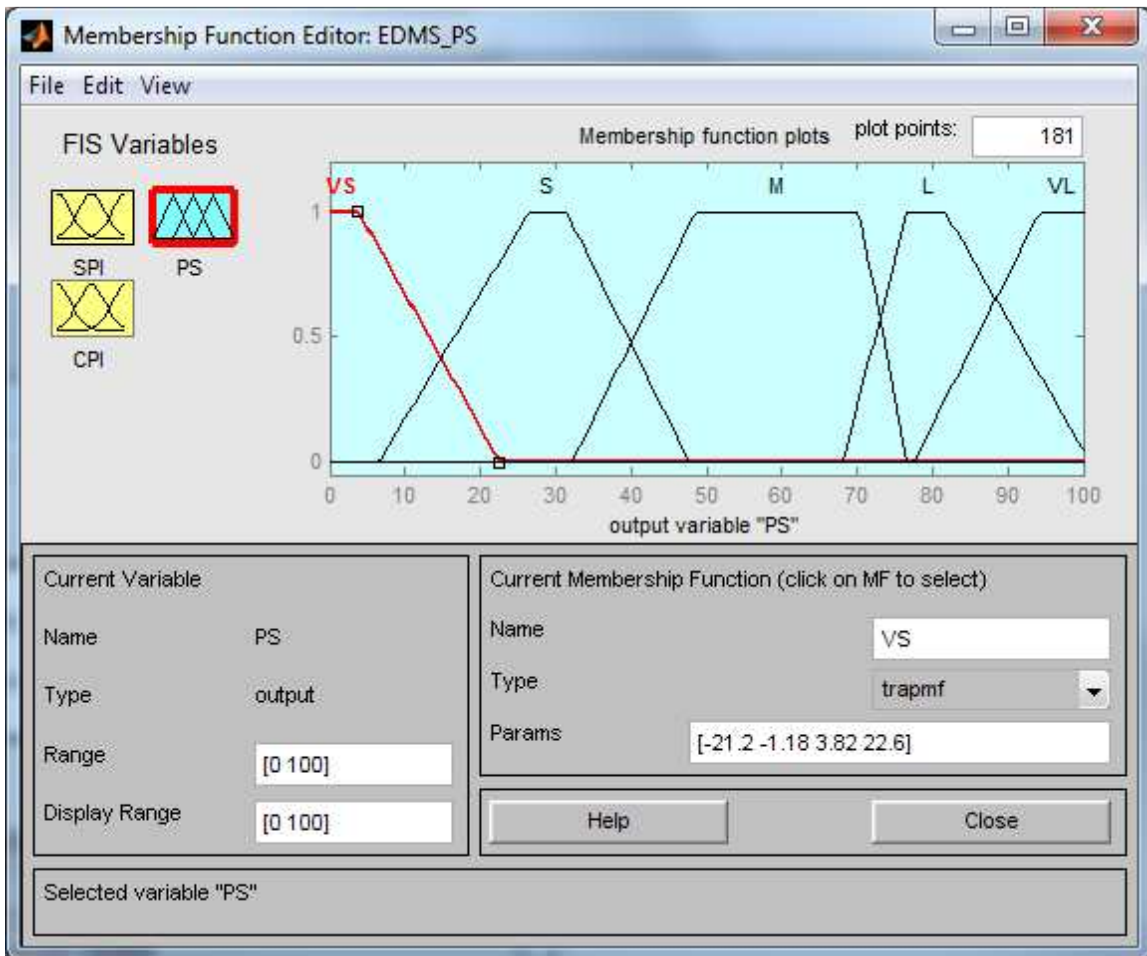 Membership Function Editor: EDMS_PS
File Edit View
FIS Variables
SPI PS
CPI
Membership function plots plot points: 181
VS S M L VL
1
0.5
0
0 10 20 30 40 50 60 70 80 90 100
output variable "PS"
Current Variable
Name PS
Type output
Range [0 100]
Display Range [0 100]
Current Membership Function (click on MF to select)
Name VS
Type trapmf
Params [-21.2 -1.18 3.82 22.6]
Help Close
Selected variable "PS"